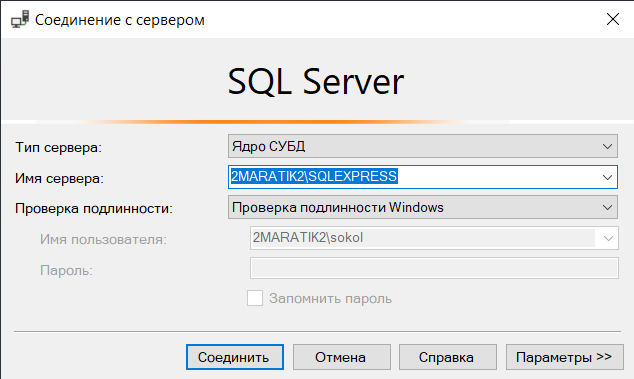 Соединение с сервером
SQL Server
Тип сервера: Ядро СУБД
Имя сервера: 2MARATIK2\SQLEXPRESS
Проверка подлинности: Проверка подлинности Windows
Имя пользователя: 2MARATIK2\sokol
Пароль:
Запомнить пароль
Соединить Отмена Справка Параметры >>